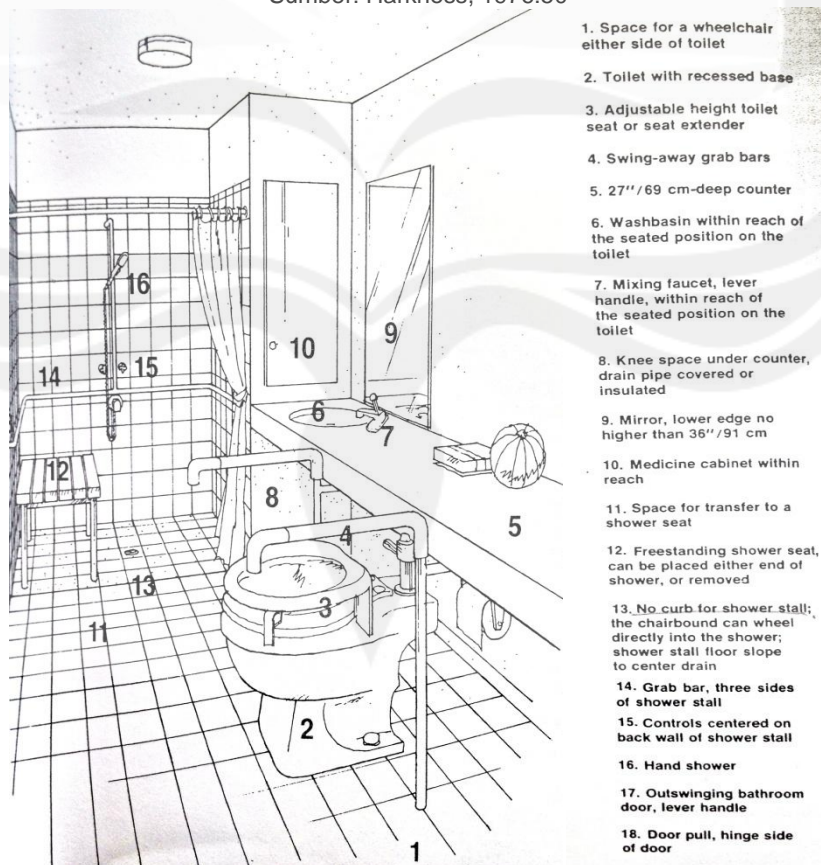 Sumber: Harkness, 1976:50
1. Space for a wheelchair
either side of toilet
2. Toilet with recessed base
3. Adjustable height toilet
seat or seat extender
4. Swing-away grab bars
5. 27"/69 cm-deep counter
6. Washbasin within reach of
the seated position on the
toilet
7. Mixing faucet, lever
handle, within reach of
the seated position on the
toilet
8. Knee space under counter,
drain pipe covered or
insulated
9. Mirror, lower edge no
higher than 36"/91 cm
10. Medicine cabinet within
reach
11. Space for transfer to a
shower seat
12. Freestanding shower seat,
can be placed either end of
shower, or removed
13. No curb for shower stall;
the chairbound can wheel
directly into the shower;
shower stall floor slope
to center drain
14. Grab bar, three sides
of shower stall
15. Controls centered on
back wall of shower stall
16. Hand shower
17. Outswinging bathroom
door, lever handle
18. Door pull, hinge side
of door
16
14
15
10
9
6
7
12
8
5
4
13
3
11
2
1